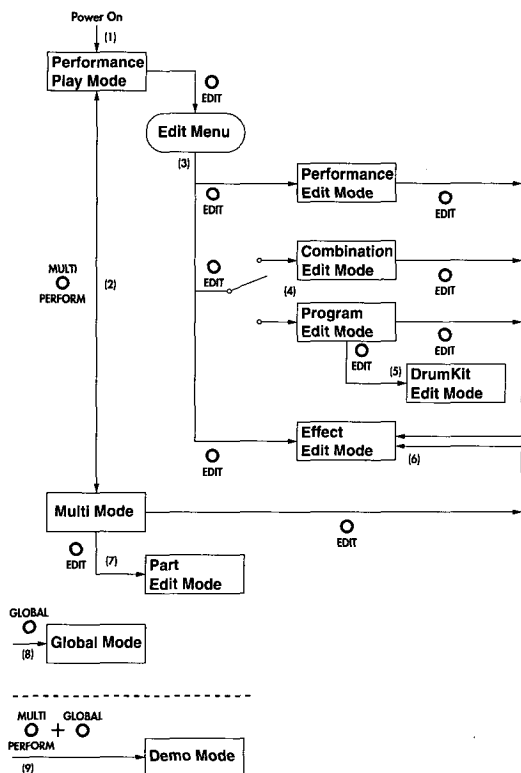 Power On
(1)
Performance
Play Mode
EDIT
Edit Menu
(3)
EDIT
Performance
Edit Mode
EDIT
EDIT
Combination
Edit Mode
EDIT
(4)
MULTI
PERFORM
(2)
Program
Edit Mode
EDIT
EDIT
(5)
DrumKit
Edit Mode
EDIT
Effect
Edit Mode
(6)
Multi Mode
EDIT
EDIT
(7)
Part
Edit Mode
GLOBAL
(8)
Global Mode
MULTI
PERFORM
+
GLOBAL
(9)
Demo Mode